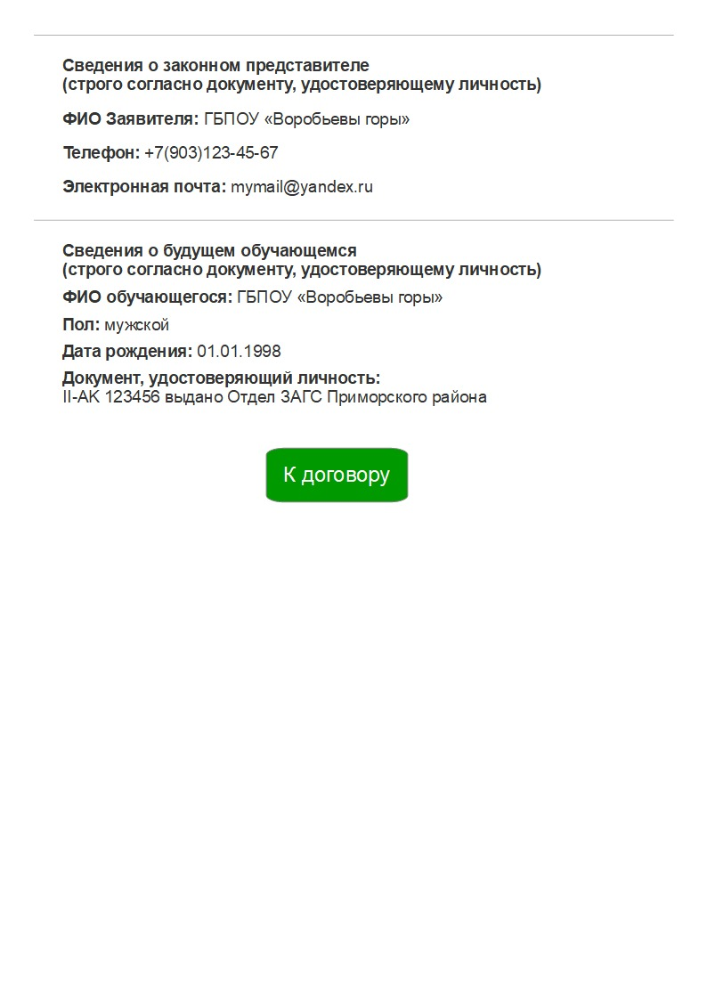 Сведения о законном представителе
(строго согласно документу, удостоверяющему личность)
ФИО Заявителя: ГБПОУ «Воробьевы горы»
Телефон: +7(903)123-45-67
Электронная почта: mymail@yandex.ru
Сведения о будущем обучающемся
(строго согласно документу, удостоверяющему личность)
ФИО обучающегося: ГБПОУ «Воробьевы горы»
Пол: мужской
Дата рождения: 01.01.1998
Документ, удостоверяющий личность:
II-АК 123456 выдано Отдел ЗАГС Приморского района
К договору